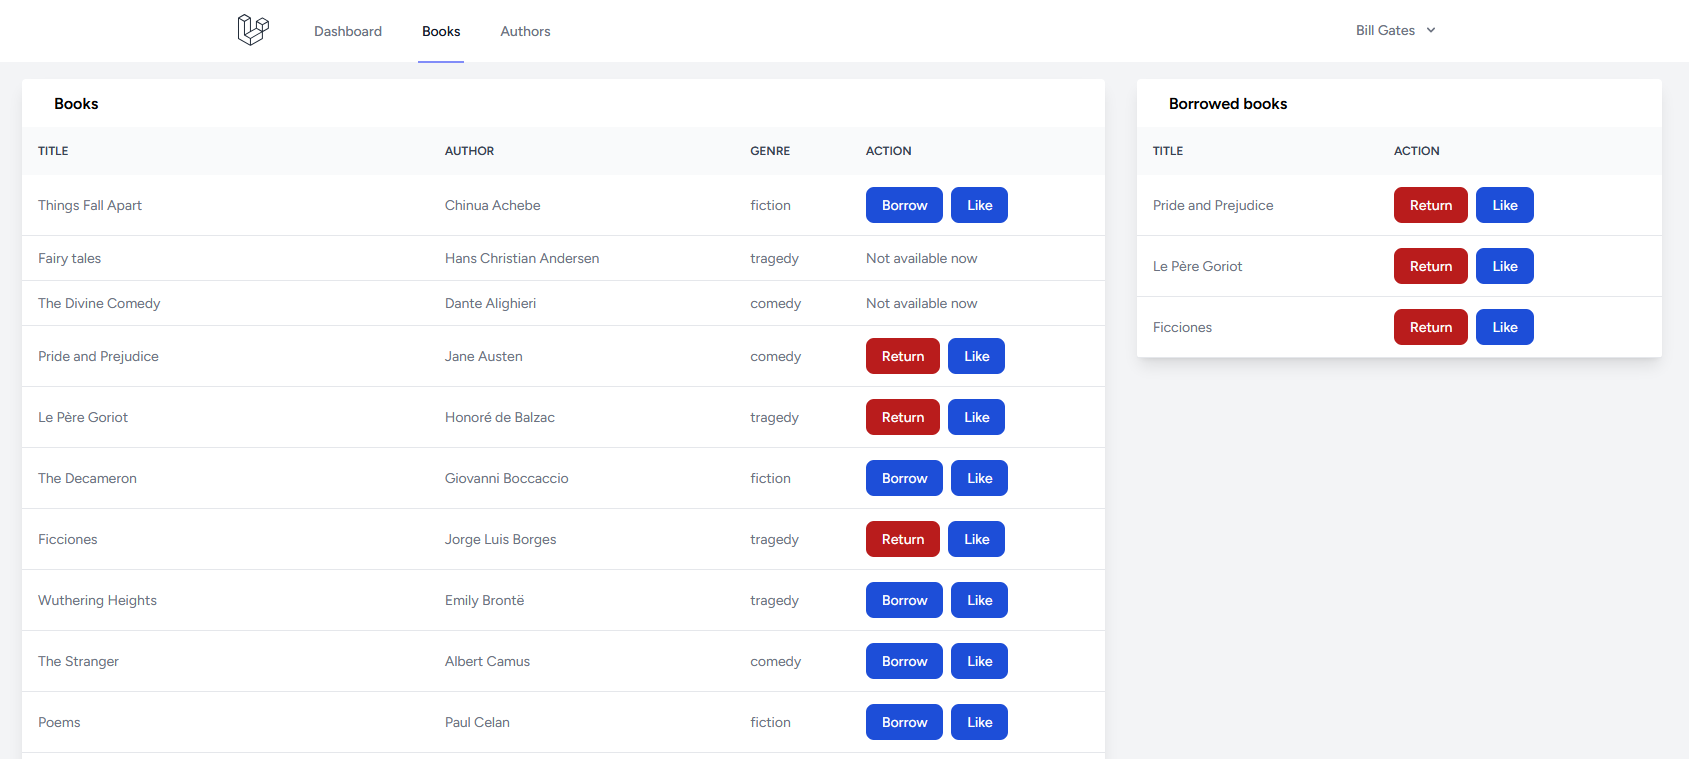 Dashboard Books Authors Bill Gates
Books
TITLE AUTHOR GENRE ACTION
Things Fall Apart Chinua Achebe fiction Borrow Like
Fairy tales Hans Christian Andersen tragedy Not available now
The Divine Comedy Dante Alighieri comedy Not available now
Pride and Prejudice Jane Austen comedy Return Like
Le Père Goriot Honoré de Balzac tragedy Return Like
The Decameron Giovanni Boccaccio fiction Borrow Like
Ficciones Jorge Luis Borges tragedy Return Like
Wuthering Heights Emily Brontë tragedy Borrow Like
The Stranger Albert Camus comedy Borrow Like
Poems Paul Celan fiction Borrow Like
Borrowed books
TITLE ACTION
Pride and Prejudice Return Like
Le Père Goriot Return Like
Ficciones Return Like